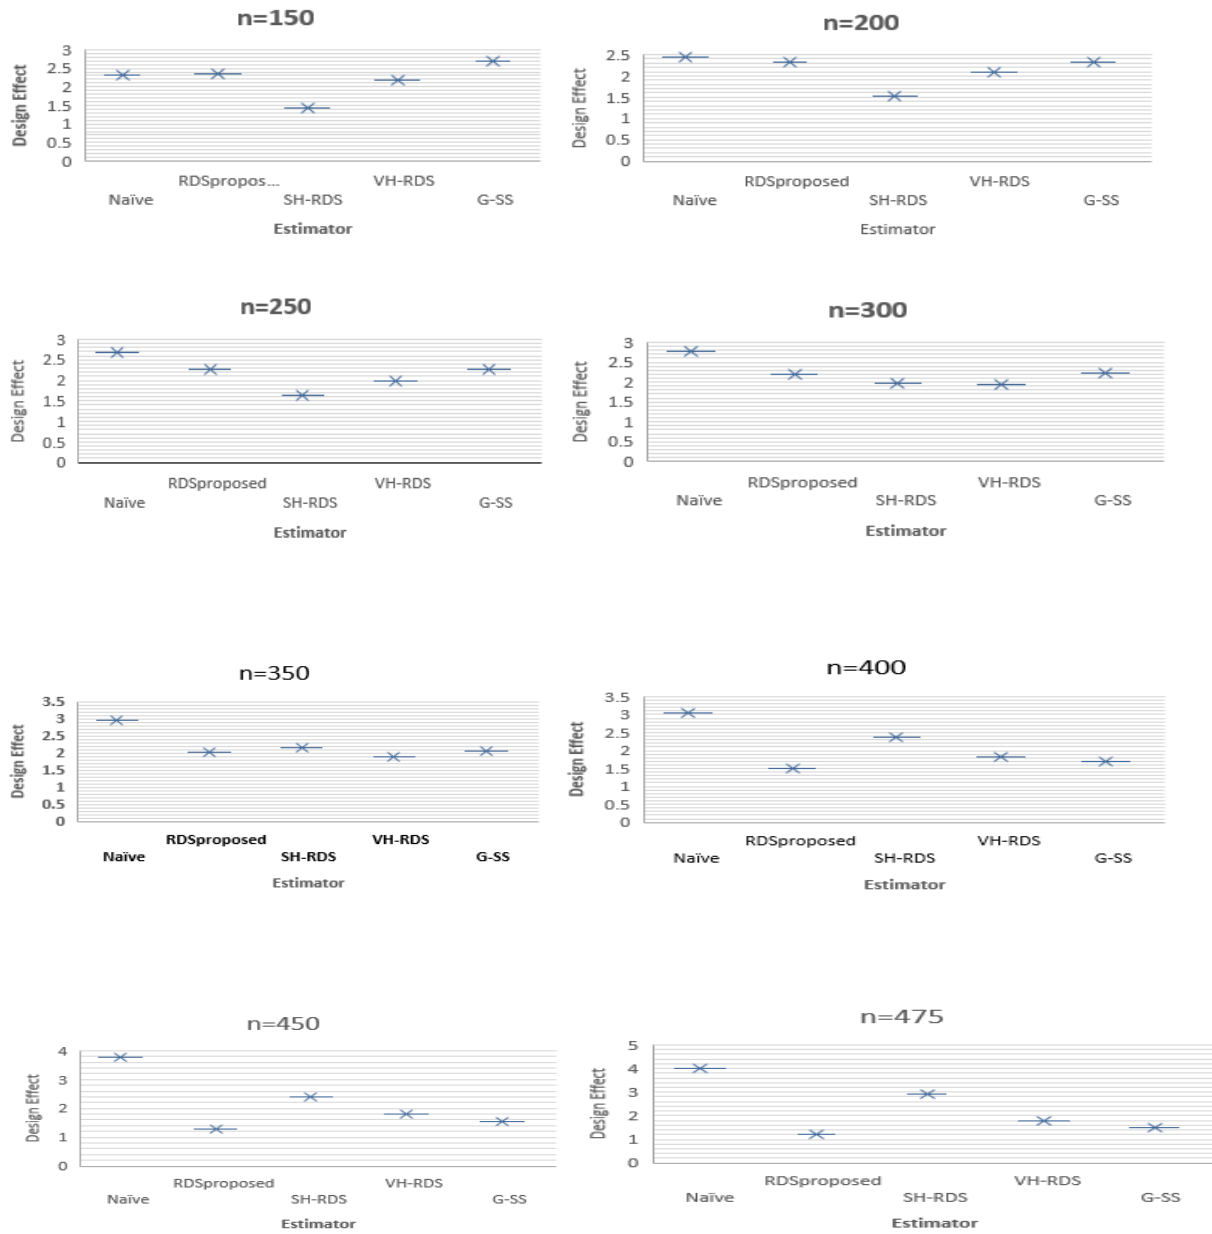 n=150
Design Effect
3
2.5
2
1.5
1
0.5
0
RDSpropos... VH-RDS
Naïve SH-RDS G-SS
Estimator
n=200
Design Effect
2.5
2
1.5
1
0.5
0
RDSproposed VH-RDS
Naïve SH-RDS G-SS
Estimator
n=250
Design Effect
3
2.5
2
1.5
1
0.5
0
RDSproposed VH-RDS
Naïve SH-RDS G-SS
Estimator
n=300
Design Effect
3
2.5
2
1.5
1
0.5
0
RDSproposed VH-RDS
Naïve SH-RDS G-SS
Estimator
n=350
Design Effect
3.5
3
2.5
2
1.5
1
0.5
0
RDSproposed VH-RDS
Naïve SH-RDS G-SS
Estimator
n=400
Design Effect
3.5
3
2.5
2
1.5
1
0.5
0
RDSproposed VH-RDS
Naïve SH-RDS G-SS
Estimator
n=450
Design Effect
4
3
2
1
0
RDSproposed VH-RDS
Naïve SH-RDS G-SS
Estimator
n=475
Design Effect
5
4
3
2
1
0
RDSproposed VH-RDS
Naïve SH-RDS G-SS
Estimator